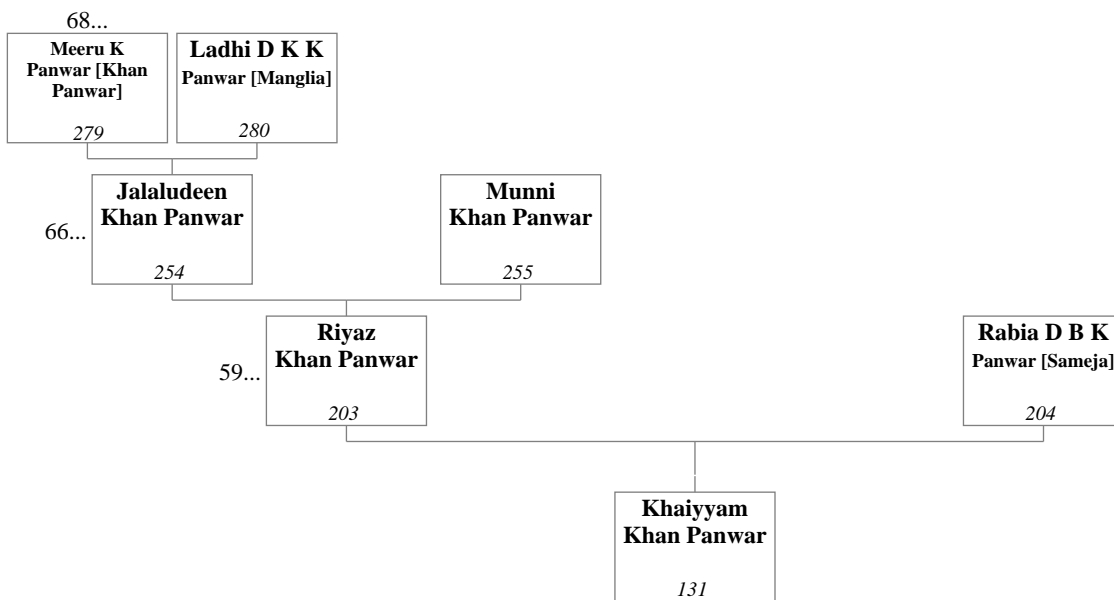 68...
Meeru K
Panwar [Khan
Panwar]
279
Ladhi D K K
Panwar [Manglia]
280
66...
Jalaludeen
Khan Panwar
254
Munni
Khan Panwar
255
59...
Riyaz
Khan Panwar
203
Rabia D B K
Panwar [Sameja]
204
Khaiyyam
Khan Panwar
131